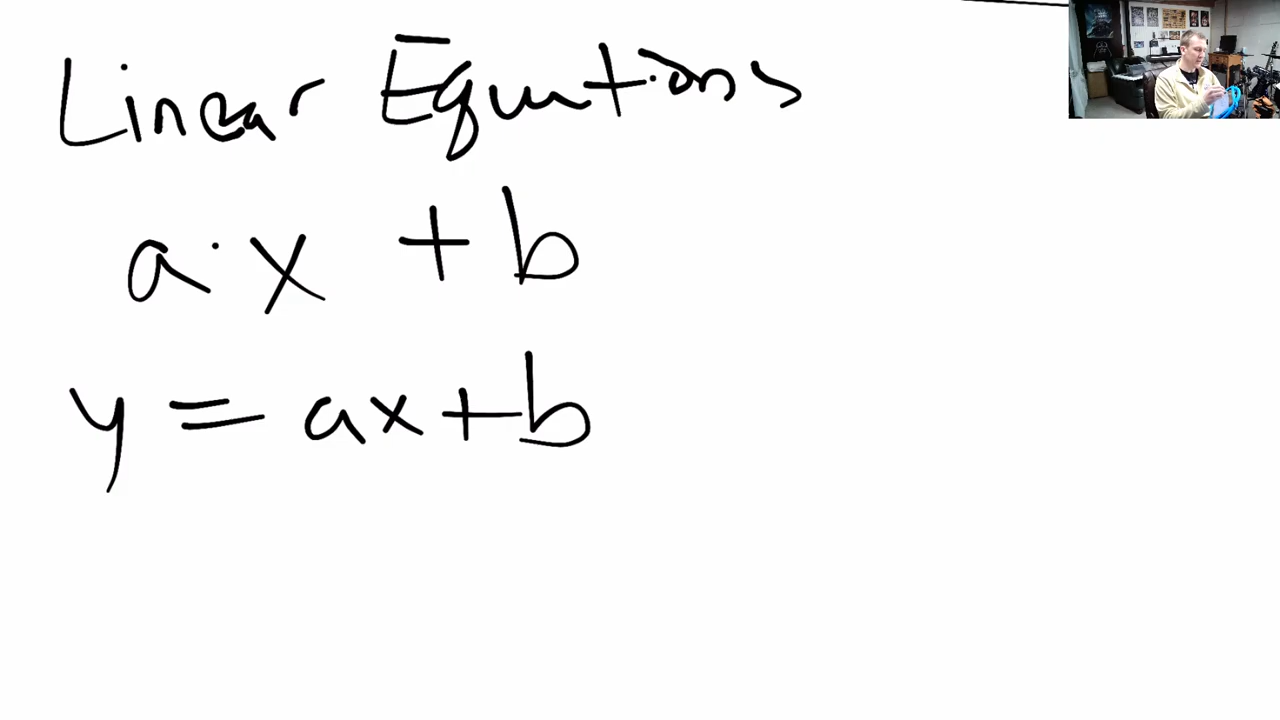 Linear Equations
a · x + b
y = ax + b